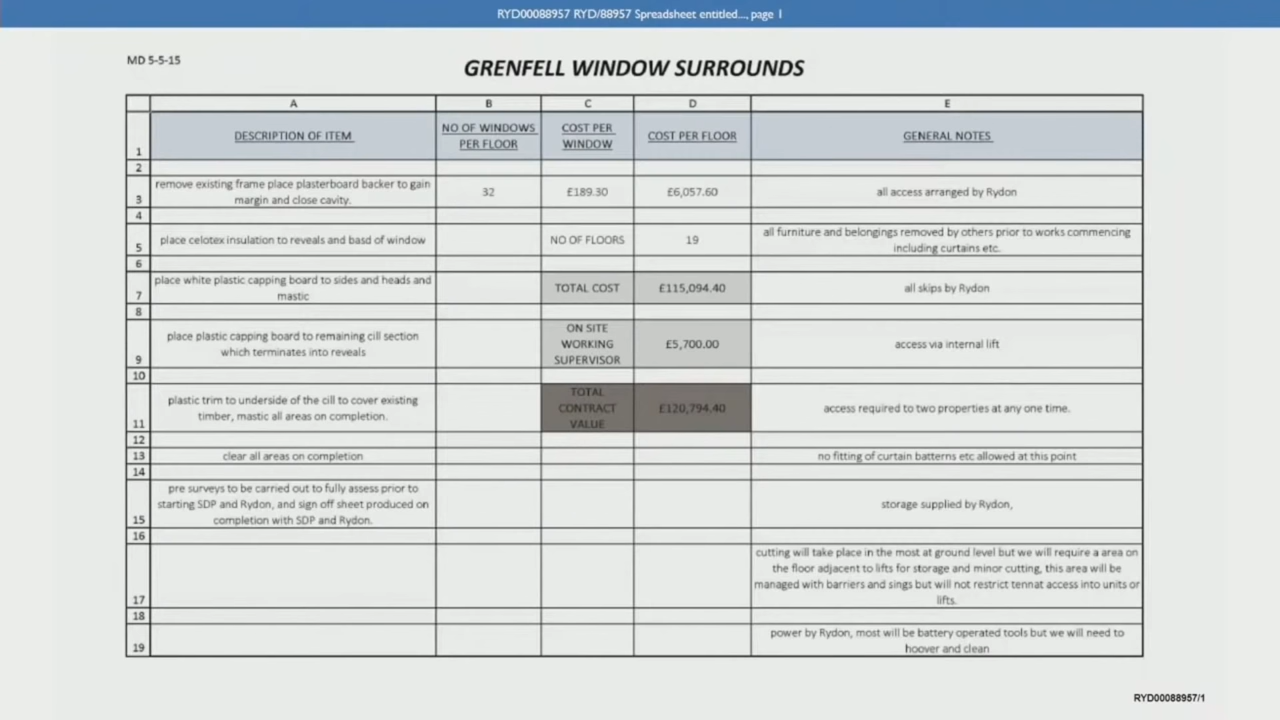 RYD00088957 RYD/88957 Spreadsheet entitled..., page 1
MD 5-5-15
GRENFELL WINDOW SURROUNDS
A B C D E
1 DESCRIPTION OF ITEM NO OF WINDOWS PER FLOOR COST PER WINDOW COST PER FLOOR GENERAL NOTES
2
3 remove existing frame place plasterboard backer to gain margin and close cavity. 32 £189.30 £6,057.60 all access arranged by Rydon
4
5 place celotex insulation to reveals and basd of window NO OF FLOORS 19 all furniture and belongings removed by others prior to works commencing including curtains etc.
6
7 place white plastic capping board to sides and heads and mastic TOTAL COST £115,094.40 all skips by Rydon
8
9 place plastic capping board to remaining cill section which terminates into reveals ON SITE WORKING SUPERVISOR £5,700.00 access via internal lift
10
11 plastic trim to underside of the cill to cover existing timber, mastic all areas on completion. TOTAL CONTRACT VALUE £120,794.40 access required to two properties at any one time.
12
13 clear all areas on completion no fitting of curtain batterns etc allowed at this point
14
15 pre surveys to be carried out to fully assess prior to starting SDP and Rydon, and sign off sheet produced on completion with SDP and Rydon. storage supplied by Rydon,
16
17 cutting will take place in the most at ground level but we will require a area on the floor adjacent to lifts for storage and minor cutting, this area will be managed with barriers and sings but will not restrict tennat access into units or lifts.
18
19 power by Rydon, most will be battery operated tools but we will need to hoover and clean
RYD00088957/1